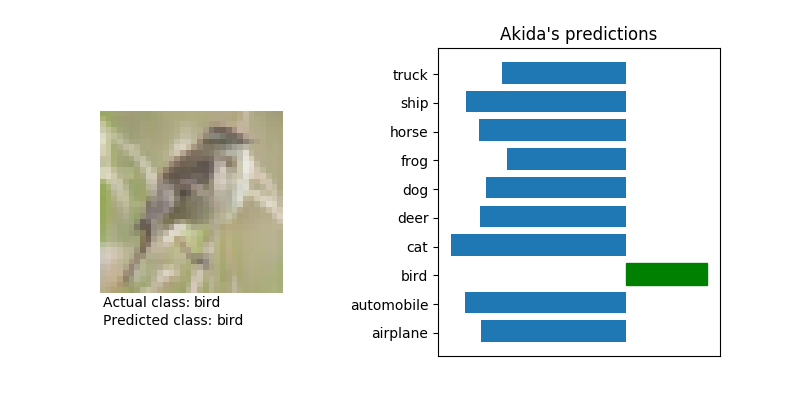 Akida's predictions
truck
ship
horse
frog
dog
deer
cat
bird
automobile
airplane
Actual class: bird
Predicted class: bird